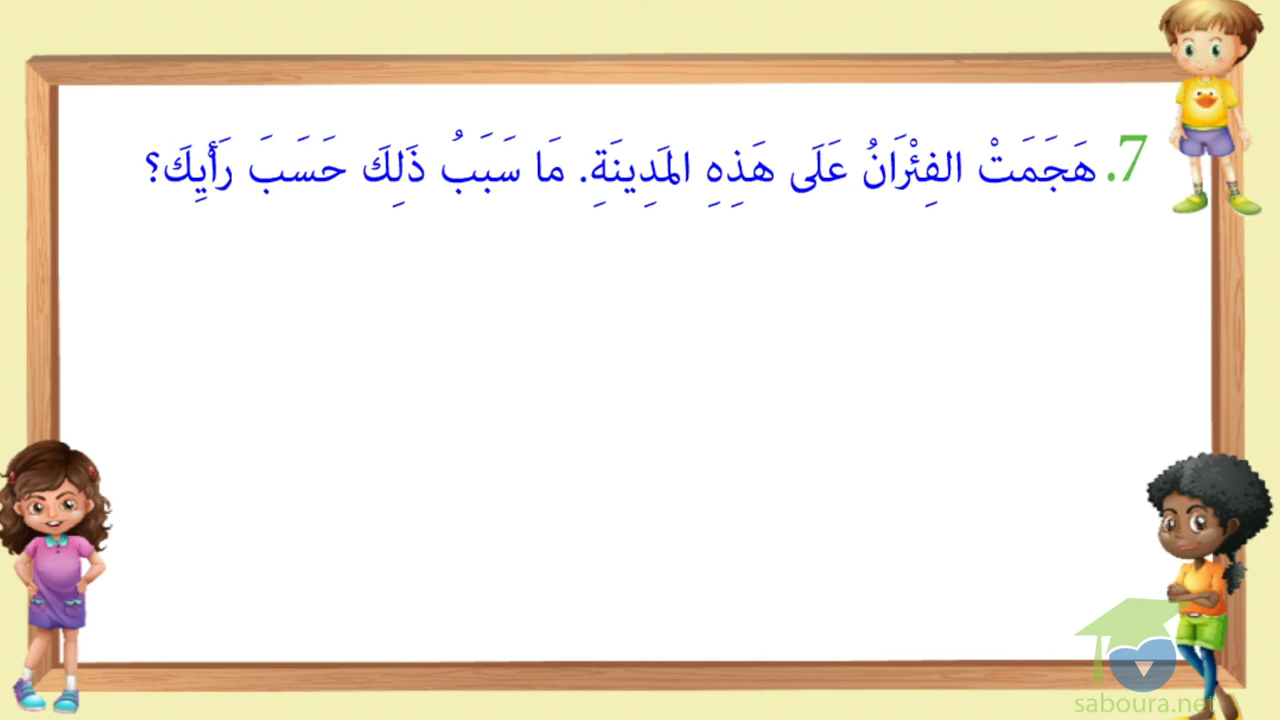 7. هَجَمَتْ الفِئْرَانُ عَلَى هَذِهِ المَدِينَةِ. مَا سَبَبُ ذَلِكَ حَسَبَ رَأْيِكَ؟
saboura.net